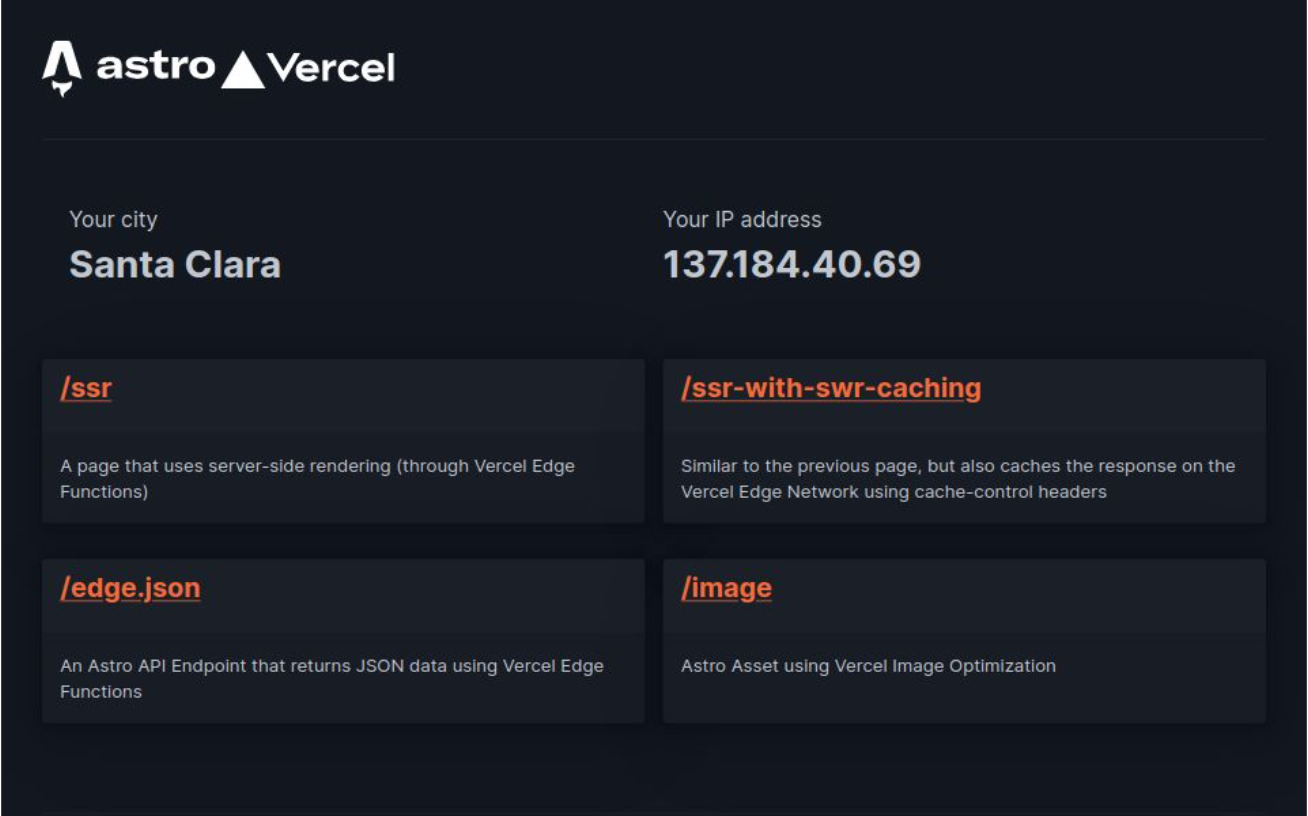 astro Vercel
Your city
Santa Clara
Your IP address
137.184.40.69
/ssr
A page that uses server-side rendering (through Vercel Edge
Functions)
/ssr-with-swr-caching
Similar to the previous page, but also caches the response on the
Vercel Edge Network using cache-control headers
/edge.json
An Astro API Endpoint that returns JSON data using Vercel Edge
Functions
/image
Astro Asset using Vercel Image Optimization